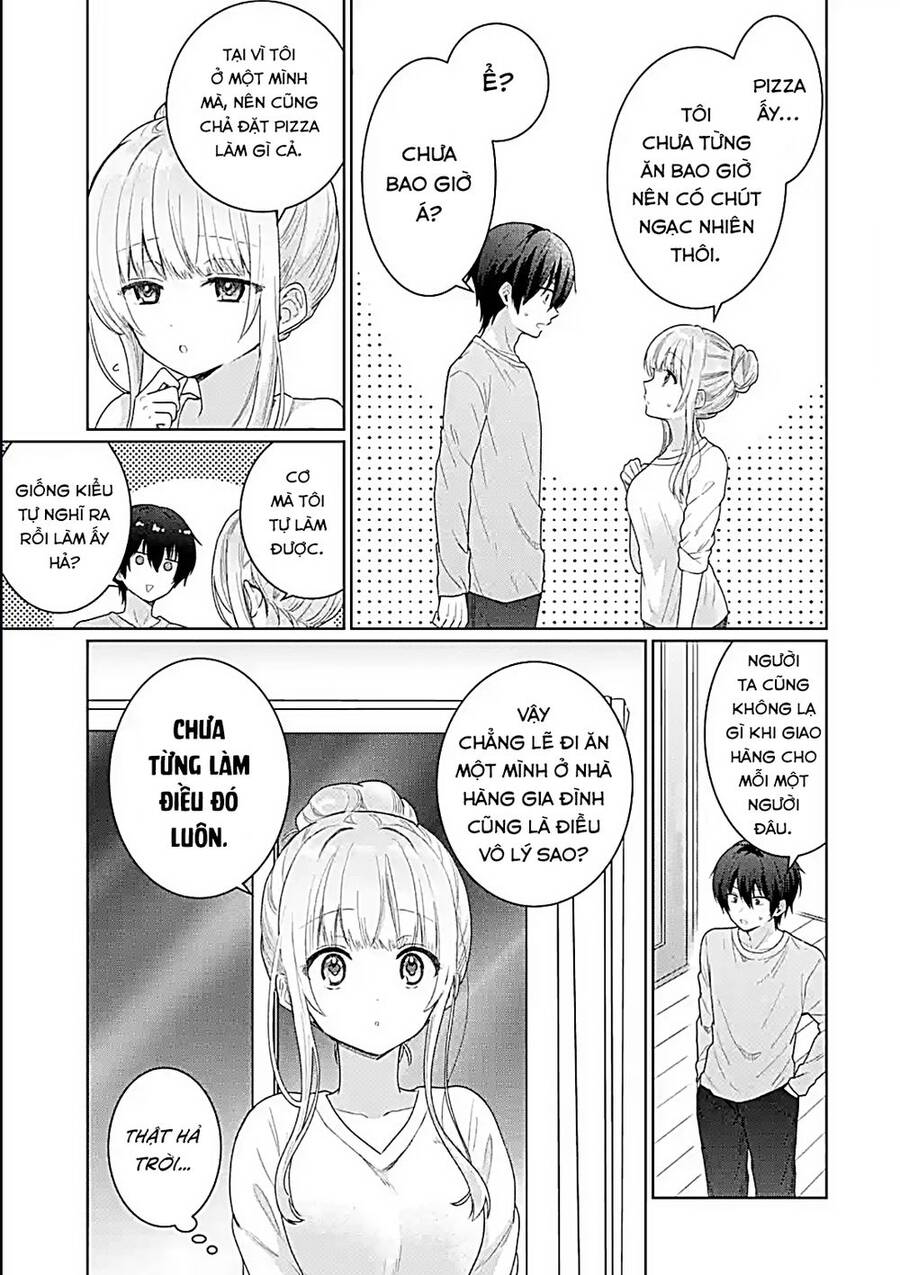 PIZZA
ẤY...
TÔI
CHƯA TỪNG
ĂN BAO GIỜ
NÊN CÓ CHÚT
NGẠC NHIÊN
THÔI.
Ể?
CHƯA
BAO GIỜ
Á?
TẠI VÌ TÔI
Ở MỘT MÌNH
MÀ, NÊN CŨNG
CHẢ ĐẶT PIZZA
LÀM GÌ CẢ.
CƠ
MÀ TÔI
TỰ LÀM
ĐƯỢC.
GIỐNG KIỂU
TỰ NGHĨ RA
RỒI LÀM ẤY
HẢ?
NGƯỜI
TA CŨNG
KHÔNG LẠ
GÌ KHI GIAO
HÀNG CHO
MỖI MỘT
NGƯỜI
ĐÂU.
VẬY
CHẲNG LẼ ĐI ĂN
MỘT MÌNH Ở NHÀ
HÀNG GIA ĐÌNH
CŨNG LÀ ĐIỀU
VÔ LÝ SAO?
CHƯA
TỪNG LÀM
ĐIỀU ĐÓ
LUÔN.
THẬT HẢ
TRỜI...